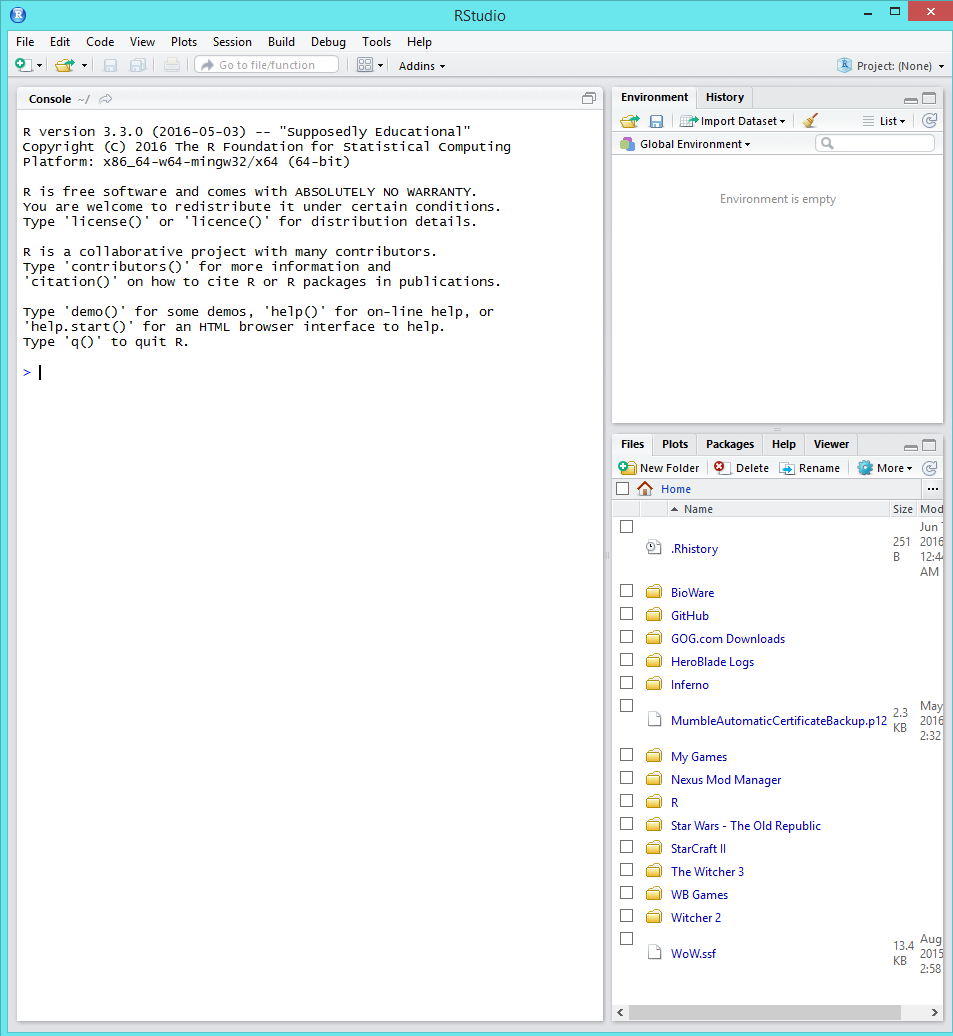 RStudio
File Edit Code View Plots Session Build Debug Tools Help
Go to file/function Addins Project: (None)
Console ~/
R version 3.3.0 (2016-05-03) -- "Supposedly Educational"
Copyright (C) 2016 The R Foundation for Statistical Computing
Platform: x86_64-w64-mingw32/x64 (64-bit)
R is free software and comes with ABSOLUTELY NO WARRANTY.
You are welcome to redistribute it under certain conditions.
Type 'license()' or 'licence()' for distribution details.
R is a collaborative project with many contributors.
Type 'contributors()' for more information and
'citation()' on how to cite R or R packages in publications.
Type 'demo()' for some demos, 'help()' for on-line help, or
'help.start()' for an HTML browser interface to help.
Type 'q()' to quit R.
>
Environment History
Import Dataset List
Global Environment
Environment is empty
Files Plots Packages Help Viewer
New Folder Delete Rename More
Home ...
Name Size Mod
.Rhistory 251
B
Jun
2016
12:44
AM
BioWare
GitHub
GOG.com Downloads
HeroBlade Logs
Inferno
MumbleAutomaticCertificateBackup.p12 2.3
KB
May
2016
2:32
My Games
Nexus Mod Manager
R
Star Wars - The Old Republic
StarCraft II
The Witcher 3
WB Games
Witcher 2
WoW.ssf 13.4
KB
Aug
2015
2:58